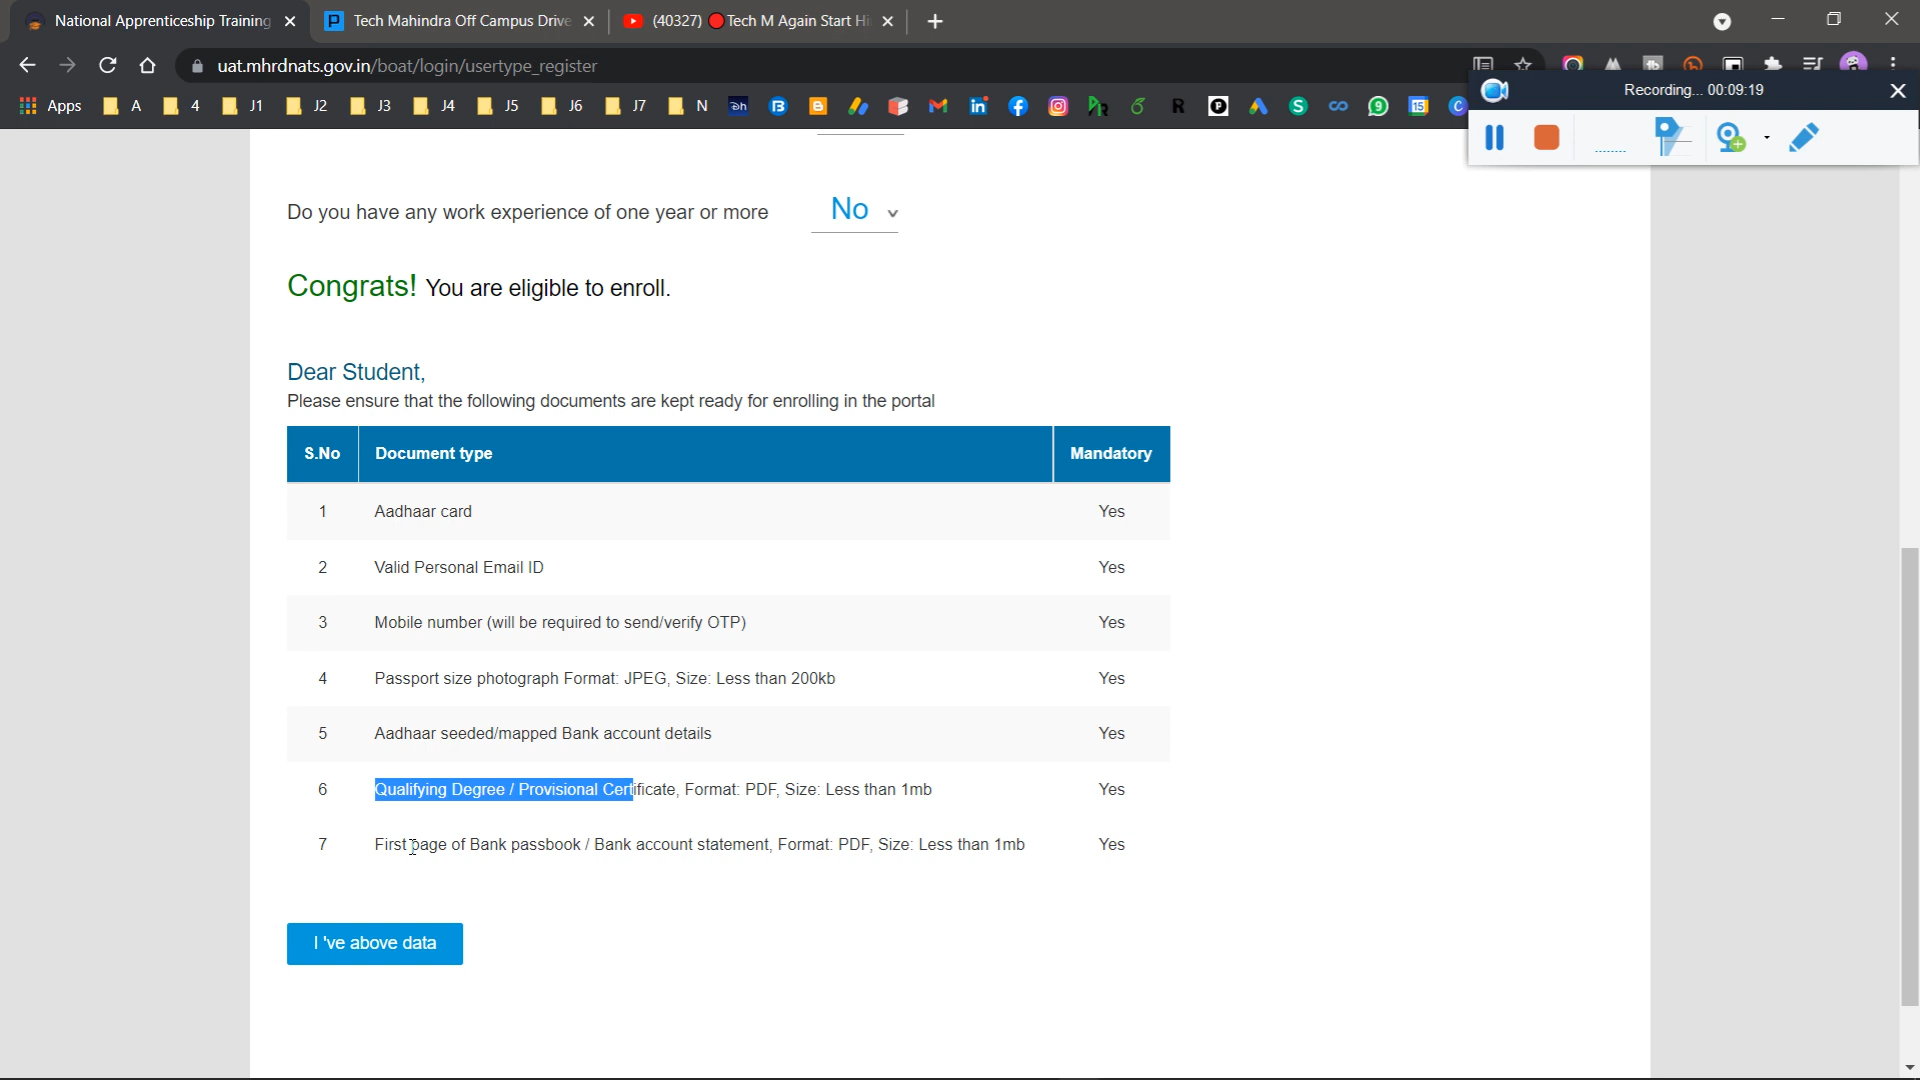 National Apprenticeship Training
Tech Mahindra Off Campus Drive
(40327) 🔴Tech M Again Start Hi
uat.mhrdnats.gov.in/boat/login/usertype_register
Apps A 4 J1 J2 J3 J4 J5 J6 J7 N
Recording... 00:09:19
Do you have any work experience of one year or more No
Congrats! You are eligible to enroll.
Dear Student,
Please ensure that the following documents are kept ready for enrolling in the portal
S.No Document type Mandatory
1 Aadhaar card Yes
2 Valid Personal Email ID Yes
3 Mobile number (will be required to send/verify OTP) Yes
4 Passport size photograph Format: JPEG, Size: Less than 200kb Yes
5 Aadhaar seeded/mapped Bank account details Yes
6 Qualifying Degree / Provisional Certificate, Format: PDF, Size: Less than 1mb Yes
7 First page of Bank passbook / Bank account statement, Format: PDF, Size: Less than 1mb Yes
I 've above data